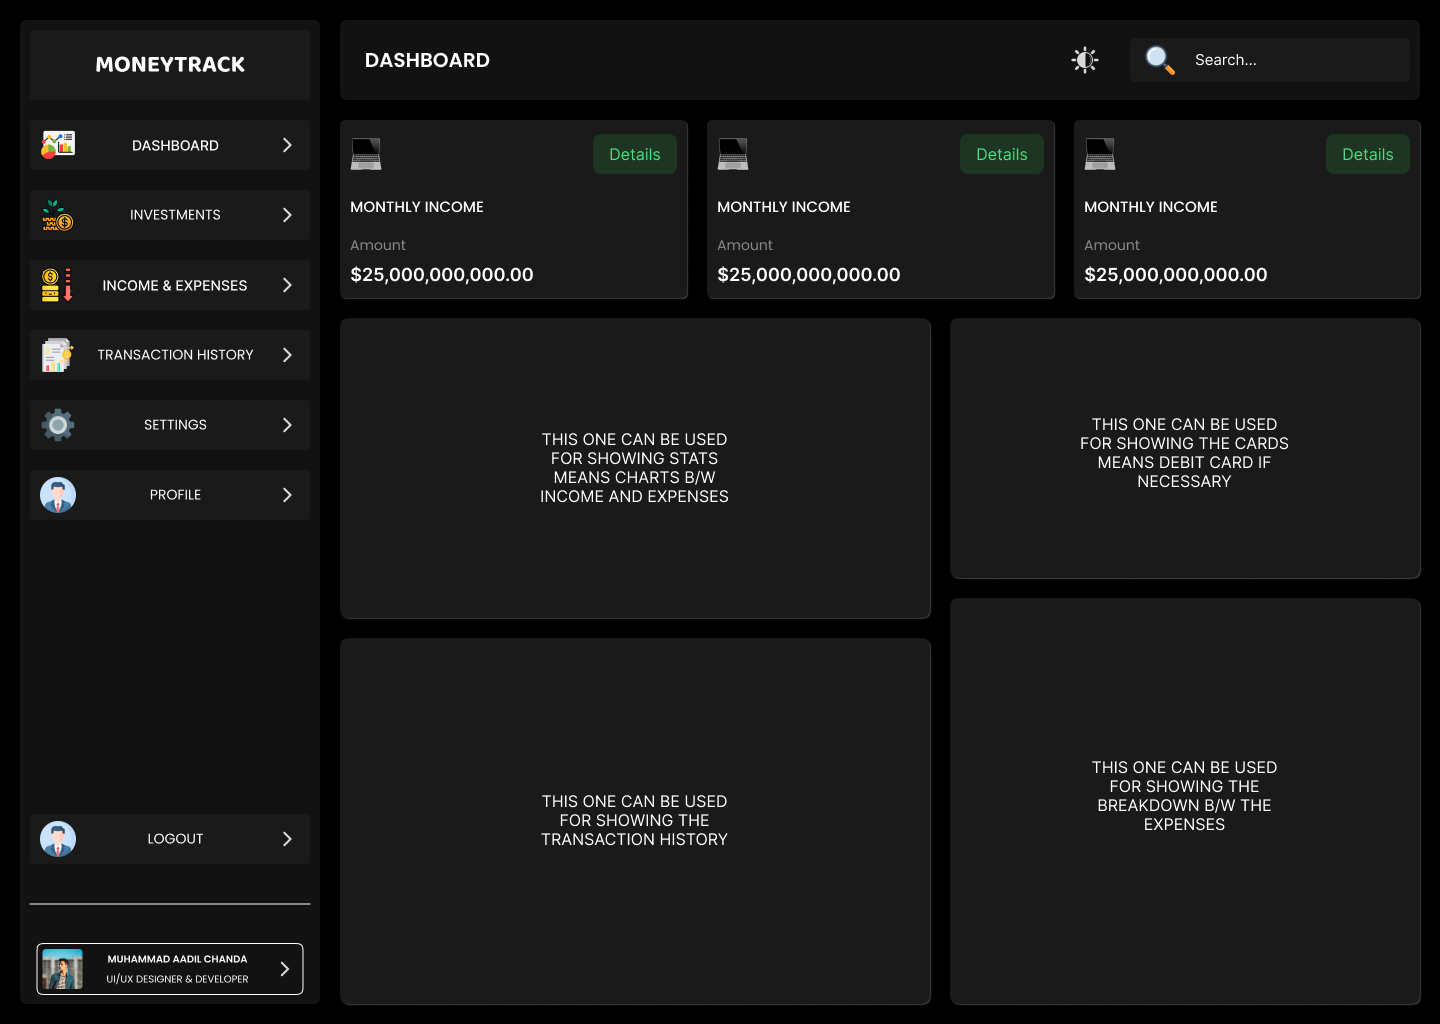 MONEYTRACK
DASHBOARD
INVESTMENTS
INCOME & EXPENSES
TRANSACTION HISTORY
SETTINGS
PROFILE
LOGOUT
MUHAMMAD AADIL CHANDA
UI/UX DESIGNER & DEVELOPER
DASHBOARD
Search...
Details
MONTHLY INCOME
Amount
$25,000,000,000.00
Details
MONTHLY INCOME
Amount
$25,000,000,000.00
Details
MONTHLY INCOME
Amount
$25,000,000,000.00
THIS ONE CAN BE USED
FOR SHOWING STATS
MEANS CHARTS B/W
INCOME AND EXPENSES
THIS ONE CAN BE USED
FOR SHOWING THE CARDS
MEANS DEBIT CARD IF
NECESSARY
THIS ONE CAN BE USED
FOR SHOWING THE
TRANSACTION HISTORY
THIS ONE CAN BE USED
FOR SHOWING THE
BREAKDOWN B/W THE
EXPENSES